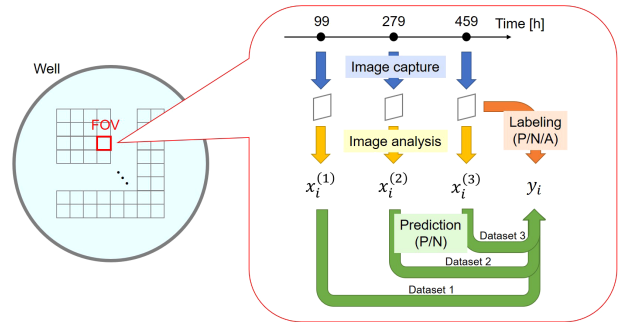 99 279 459 Time [h]
Well
Image capture
FOV
Labeling
(P/N/A)
Image analysis
x_i^{(1)} x_i^{(2)} x_i^{(3)} y_i
Prediction
(P/N)
Dataset 3
Dataset 2
Dataset 1